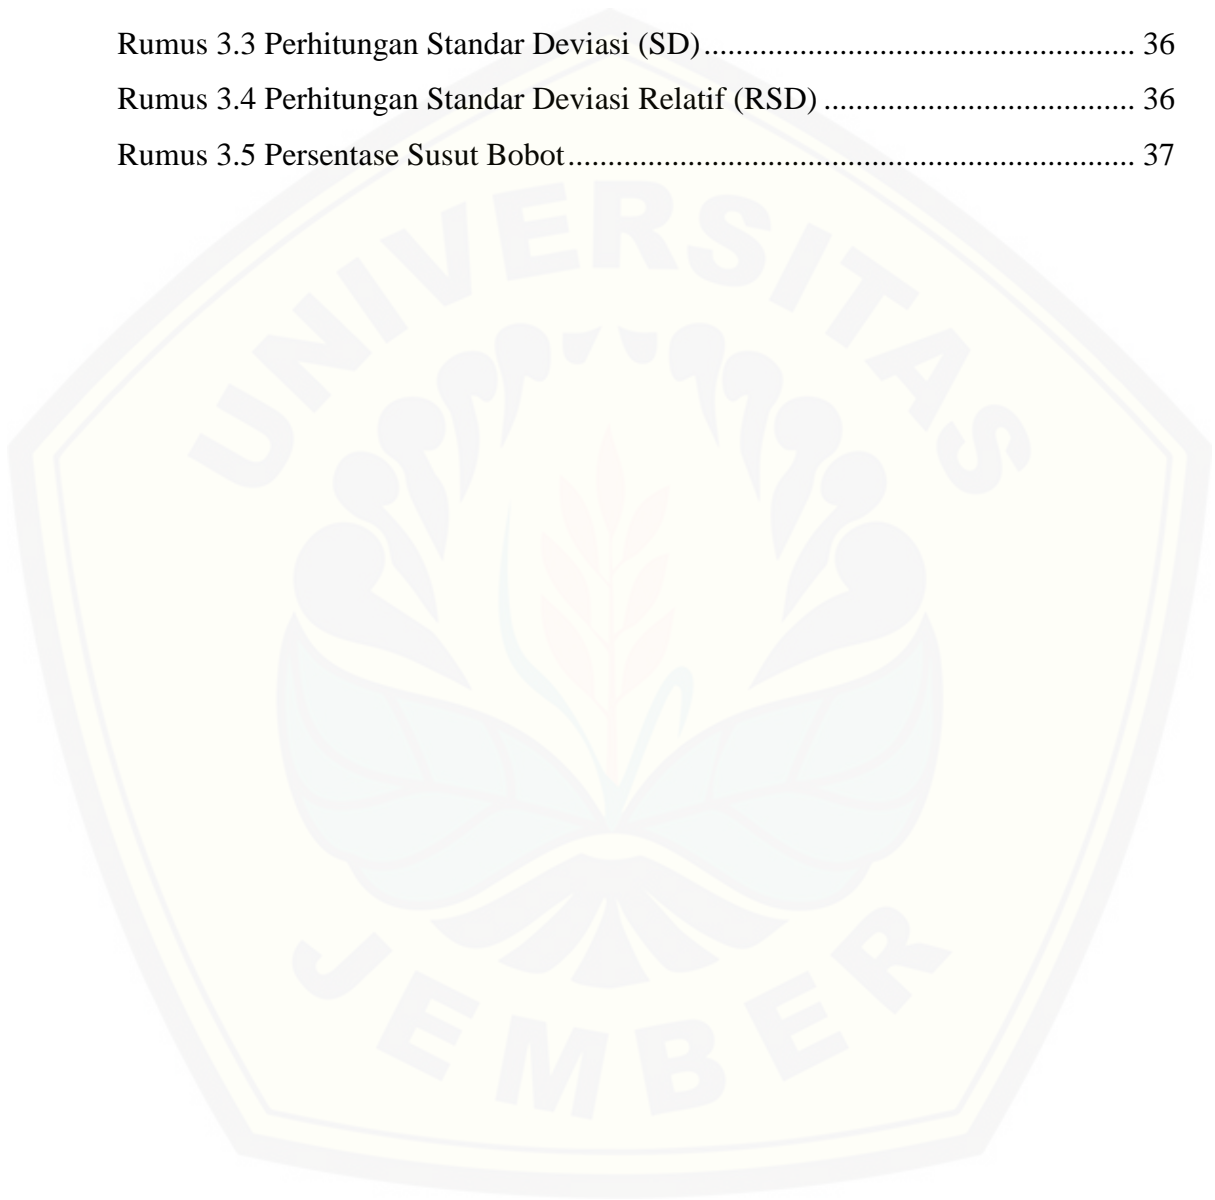 Rumus 3.3 Perhitungan Standar Deviasi (SD)..................................................... 36
Rumus 3.4 Perhitungan Standar Deviasi Relatif (RSD) ...................................... 36
Rumus 3.5 Persentase Susut Bobot...................................................................... 37
UNIVERSITAS
JEMBER